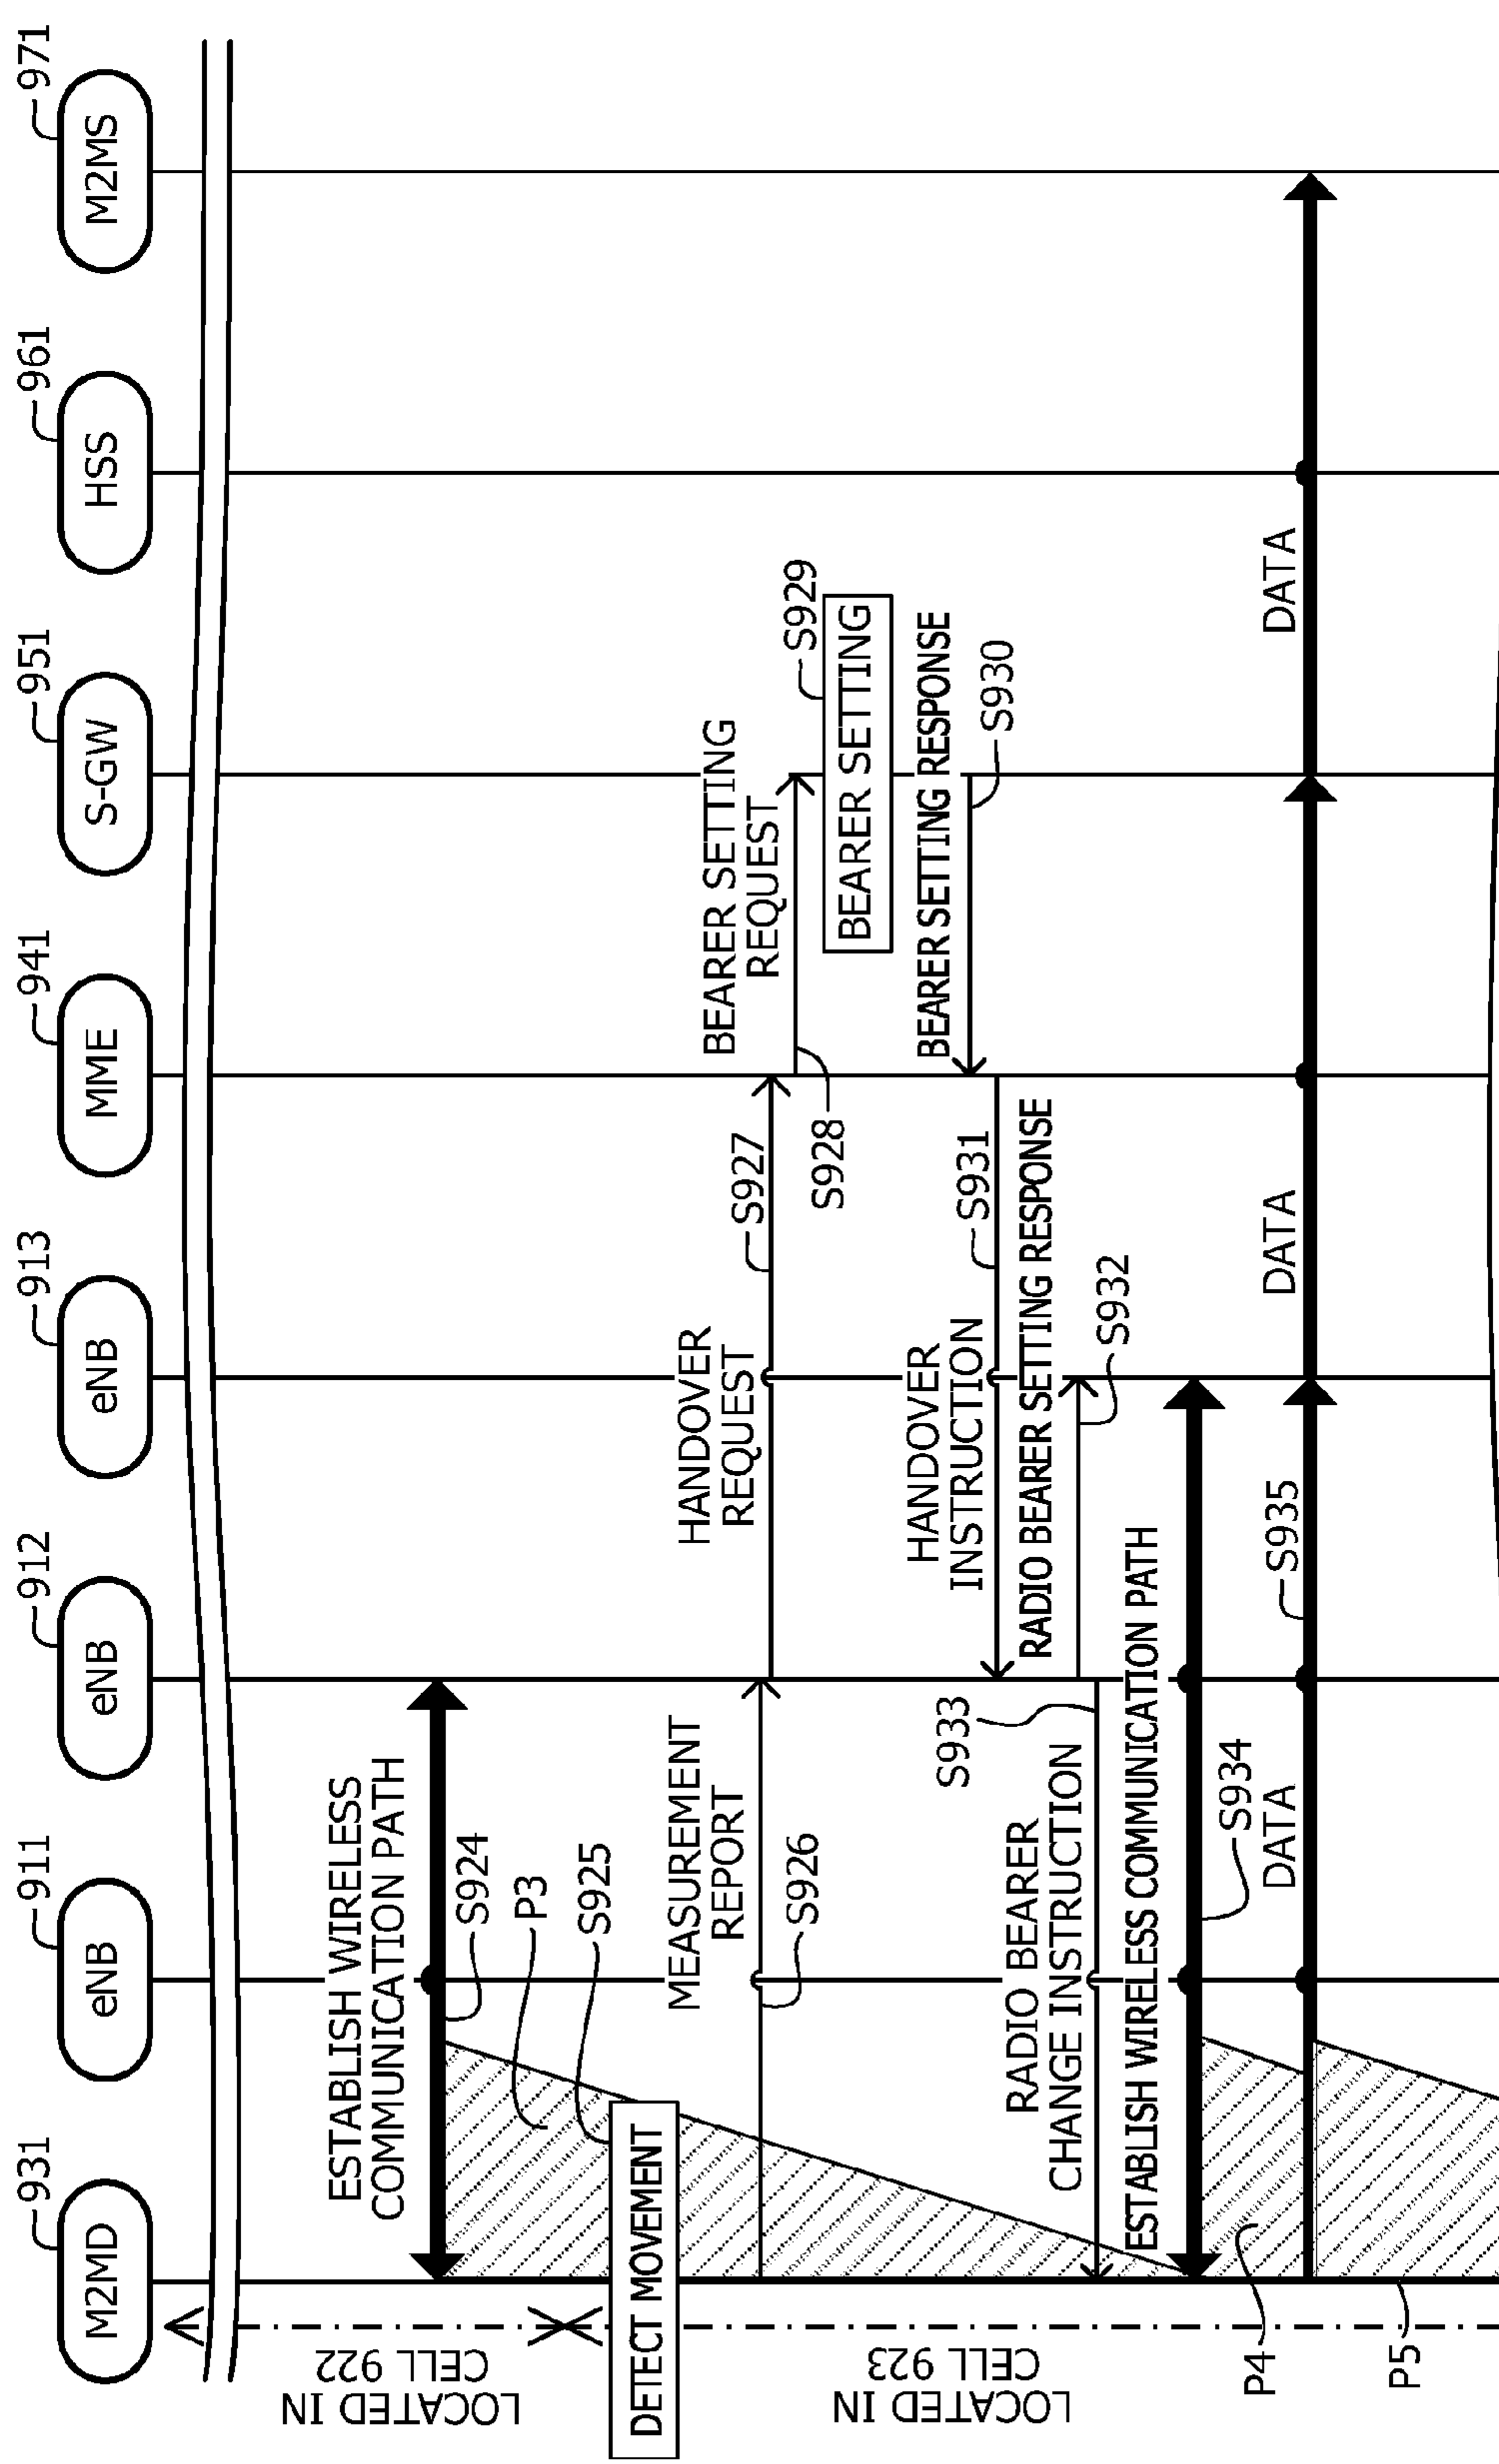 M2MD
931
eNB
911
eNB
912
eNB
913
MME
941
S-GW
951
HSS
961
M2MS
971
LOCATED IN
CELL 922
ESTABLISH WIRELESS
COMMUNICATION PATH
S924
P3
S925
DETECT MOVEMENT
LOCATED IN
CELL 923
MEASUREMENT
REPORT
S926
HANDOVER
REQUEST
S927
BEARER SETTING
REQUEST
S928
S929
BEARER SETTING
BEARER SETTING RESPONSE
S930
HANDOVER
INSTRUCTION
S931
RADIO BEARER SETTING RESPONSE
S932
S933
RADIO BEARER
CHANGE INSTRUCTION
ESTABLISH WIRELESS COMMUNICATION PATH
S934
P4
DATA
S935
DATA
DATA
P5